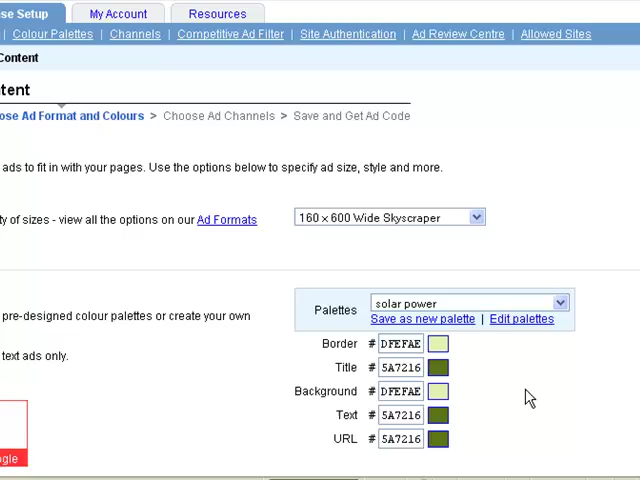 se Setup My Account Resources
| Colour Palettes | Channels | Competitive Ad Filter | Site Authentication | Ad Review Centre | Allowed Sites
Content
tent
ose Ad Format and Colours > Choose Ad Channels > Save and Get Ad Code
ads to fit in with your pages. Use the options below to specify ad size, style and more.
ty of sizes - view all the options on our Ad Formats
160 x 600 Wide Skyscraper
Palettes solar power
Save as new palette | Edit palettes
pre-designed colour palettes or create your own
Border # DFEFAE
text ads only.
Title # 5A7216
Background # DFEFAE
Text # 5A7216
URL # 5A7216
gle